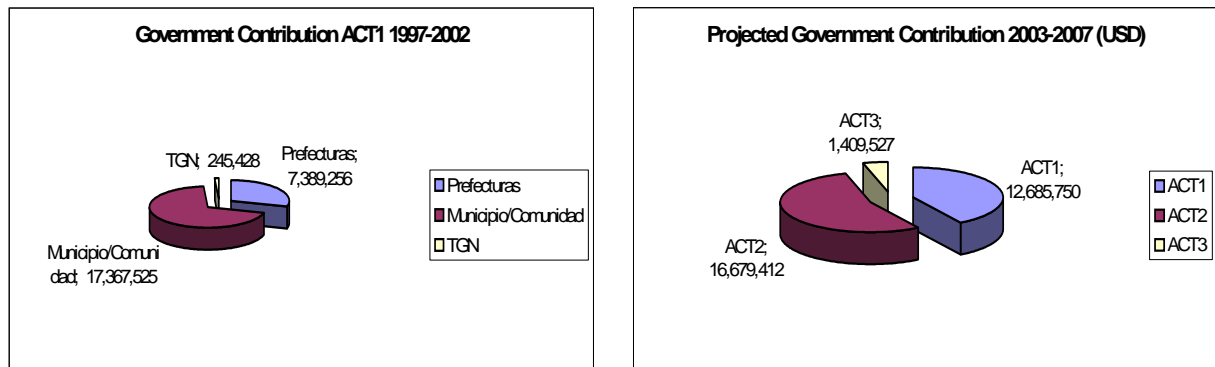 Government Contribution ACT1 1997-2002
TGN; 245,428
Prefecturas;
7,389,256
Municipio/Comuni
dad; 17,367,525
Prefecturas
Municipio/Comunidad
TGN
Projected Government Contribution 2003-2007 (USD)
ACT3;
1,409,527
ACT1;
12,685,750
ACT2;
16,679,412
ACT1
ACT2
ACT3